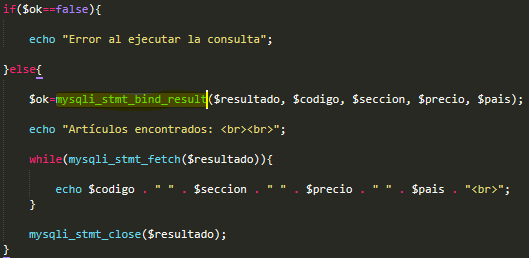 if($ok==false){
echo "Error al ejecutar la consulta";
}else{
$ok=mysqli_stmt_bind_result($resultado, $codigo, $seccion, $precio, $pais);
echo "Artículos encontrados: <br><br>";
while(mysqli_stmt_fetch($resultado)){
echo $codigo . " " . $seccion . " " . $precio . " " . $pais . "<br>";
}
mysqli_stmt_close($resultado);
}